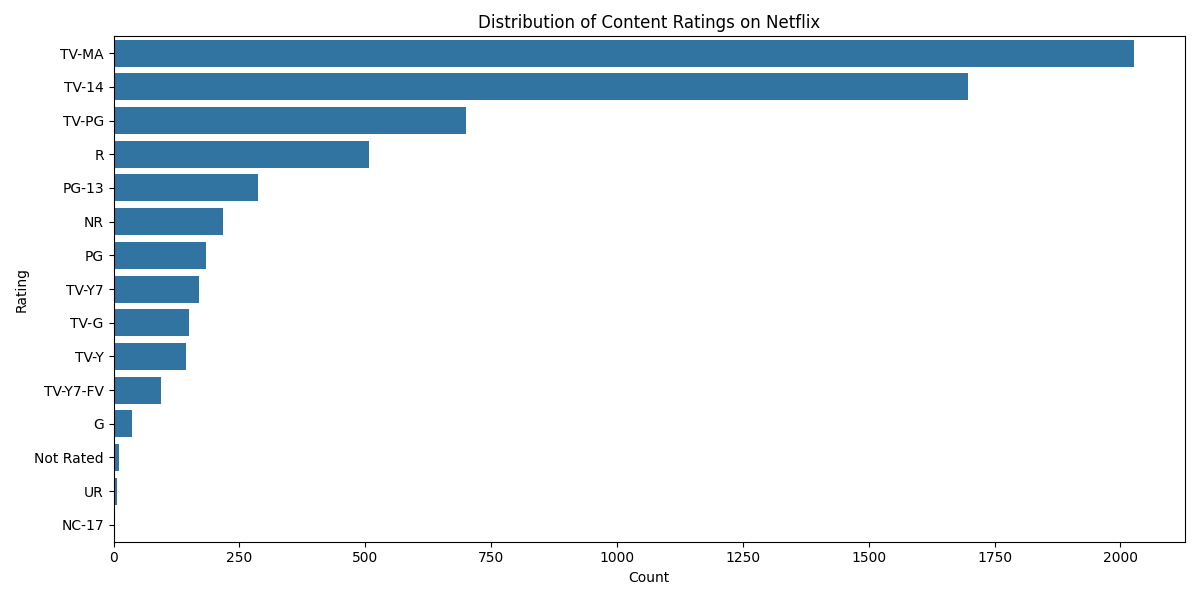 Distribution of Content Ratings on Netflix
TV-MA
TV-14
TV-PG
R
PG-13
NR
PG
TV-Y7
TV-G
TV-Y
TV-Y7-FV
G
Not Rated
UR
NC-17
Rating
0 250 500 750 1000 1250 1500 1750 2000
Count